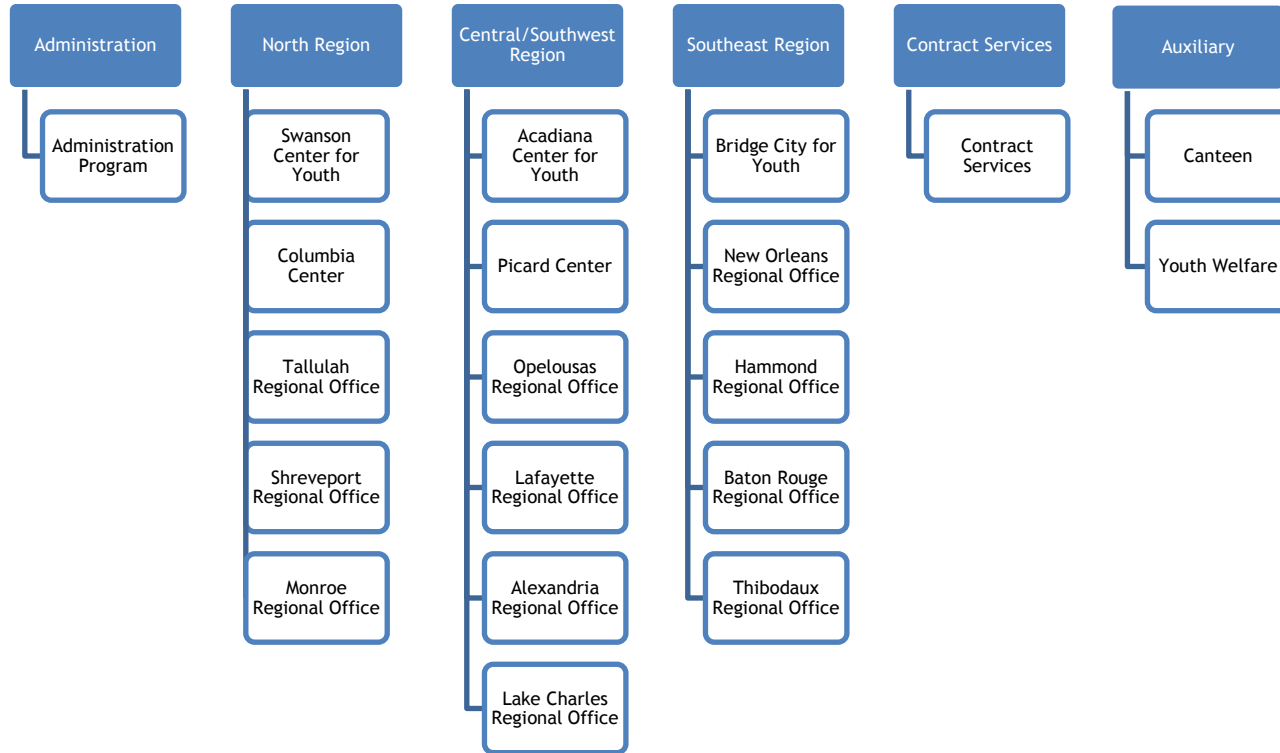 Administration
Administration
Program
North Region
Swanson
Center for
Youth
Columbia
Center
Tallulah
Regional Office
Shreveport
Regional Office
Monroe
Regional Office
Central/Southwest
Region
Acadiana
Center for
Youth
Picard Center
Opelousas
Regional Office
Lafayette
Regional Office
Alexandria
Regional Office
Lake Charles
Regional Office
Southeast Region
Bridge City for
Youth
New Orleans
Regional Office
Hammond
Regional Office
Baton Rouge
Regional Office
Thibodaux
Regional Office
Contract Services
Contract
Services
Auxiliary
Canteen
Youth Welfare